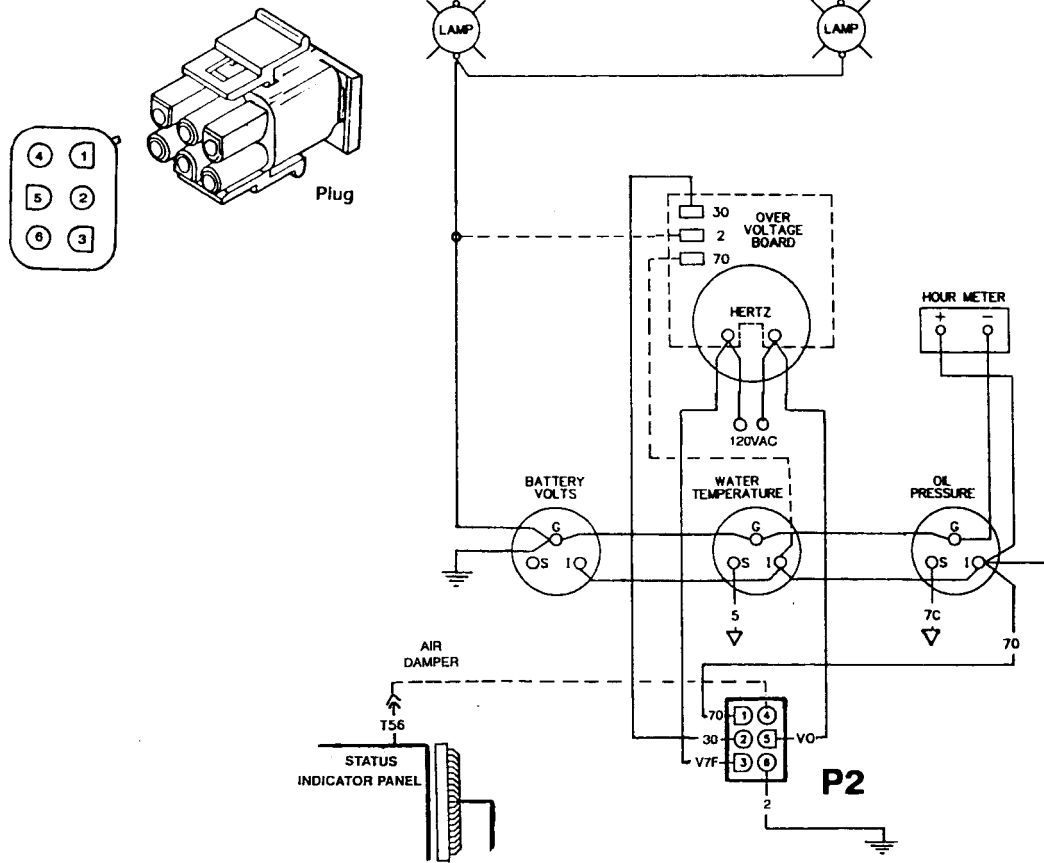 LAMP
LAMP
4 1
5 2
6 3
Plug
30
2
70
OVER
VOLTAGE
BOARD
HERTZ
HOUR METER
+ −
120VAC
BATTERY
VOLTS
WATER
TEMPERATURE
OIL
PRESSURE
G
S I
G
S I
G
S I
5
7C
70
AIR
DAMPER
T56
STATUS
INDICATOR PANEL
70 1 4
30 2 5 VO
V7F 3 6
P2
2